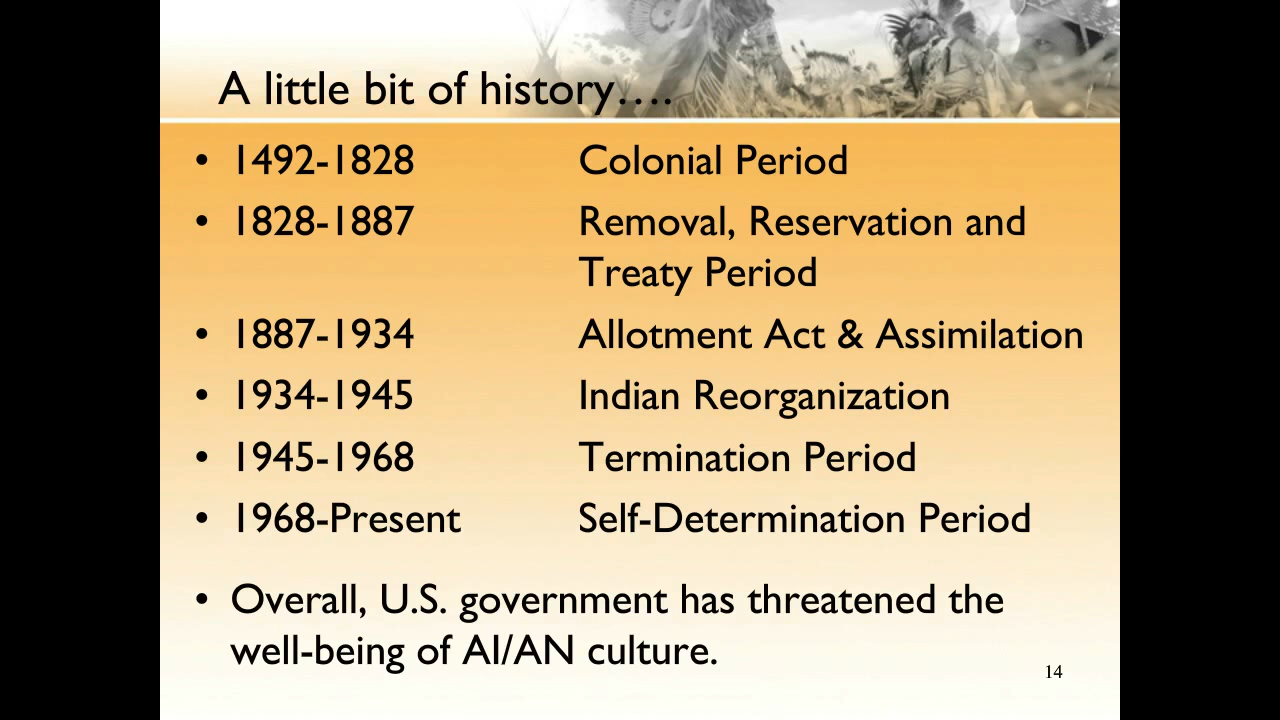 A little bit of history….
• 1492-1828 Colonial Period
• 1828-1887 Removal, Reservation and
Treaty Period
• 1887-1934 Allotment Act & Assimilation
• 1934-1945 Indian Reorganization
• 1945-1968 Termination Period
• 1968-Present Self-Determination Period
• Overall, U.S. government has threatened the
well-being of AI/AN culture.
14